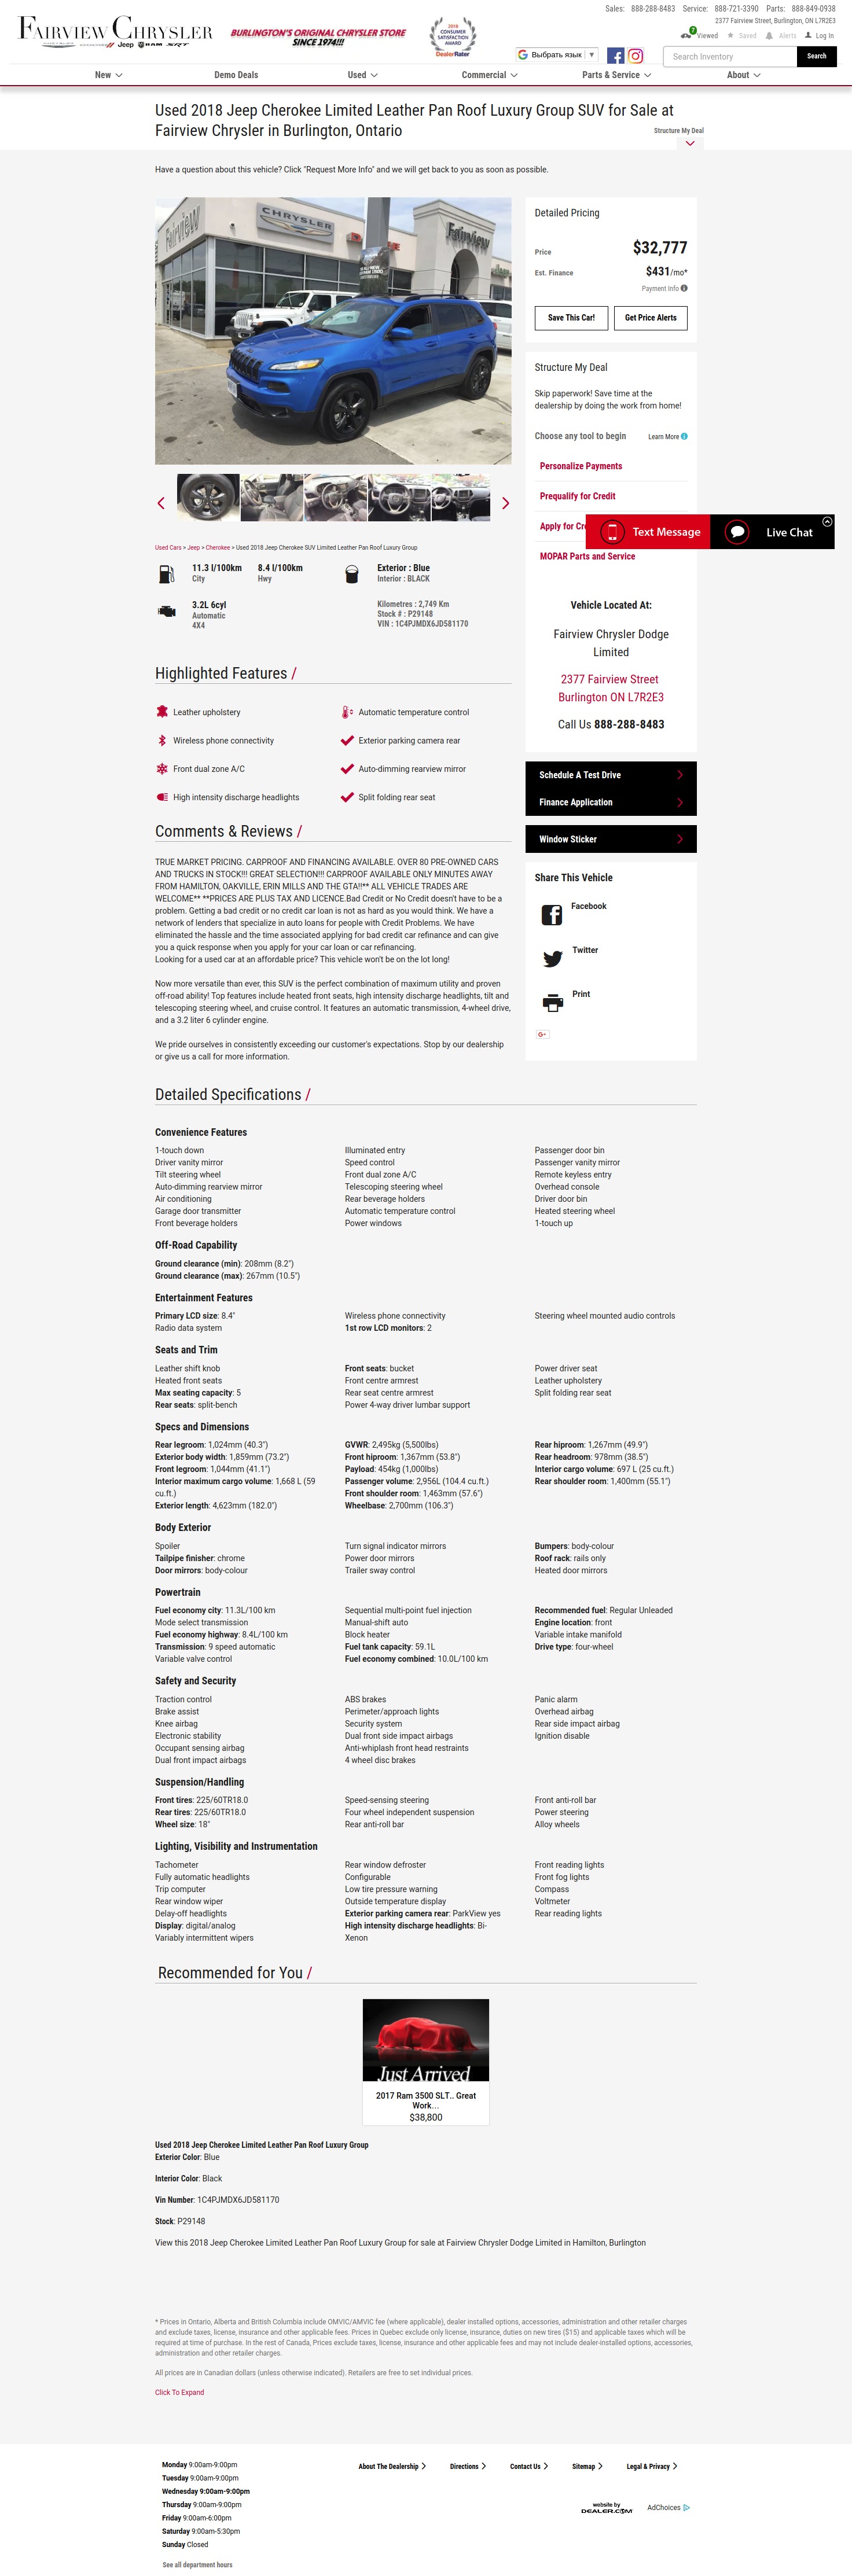 Sales: 888-288-8483 Service: 888-721-3390 Parts: 888-849-0938
2377 Fairview Street, Burlington, ON L7R2E3
FAIRVIEW CHRYSLER
Jeep RAM SRT
BURLINGTON'S ORIGINAL CHRYSLER STORE
SINCE 1974!!!
2018
CONSUMER
SATISFACTION
AWARD
DealerRater
7
Viewed Saved Alerts Log In
Выбрать язык ▼
Search Inventory
Search
New
Demo Deals
Used
Commercial
Parts & Service
About
Used 2018 Jeep Cherokee Limited Leather Pan Roof Luxury Group SUV for Sale at
Fairview Chrysler in Burlington, Ontario
Structure My Deal
Have a question about this vehicle? Click "Request More Info" and we will get back to you as soon as possible.
Fairview
CHRYSLER
Fairview
Detailed Pricing
Price $32,777
Est. Finance $431/mo*
Payment Info
Save This Car!
Get Price Alerts
Structure My Deal
Skip paperwork! Save time at the
dealership by doing the work from home!
Choose any tool to begin Learn More
Personalize Payments
Prequalify for Credit
Apply for Cr
Text Message
Live Chat
MOPAR Parts and Service
Used Cars > Jeep > Cherokee > Used 2018 Jeep Cherokee SUV Limited Leather Pan Roof Luxury Group
11.3 l/100km
City
8.4 l/100km
Hwy
Exterior : Blue
Interior : BLACK
3.2L 6cyl
Automatic
4X4
Kilometres : 2,749 Km
Stock # : P29148
VIN : 1C4PJMDX6JD581170
Vehicle Located At:
Fairview Chrysler Dodge
Limited
2377 Fairview Street
Burlington ON L7R2E3
Call Us 888-288-8483
Highlighted Features /
Leather upholstery
Automatic temperature control
Wireless phone connectivity
Exterior parking camera rear
Front dual zone A/C
Auto-dimming rearview mirror
High intensity discharge headlights
Split folding rear seat
Schedule A Test Drive
Finance Application
Window Sticker
Share This Vehicle
Facebook
Twitter
Print
G+
Comments & Reviews /
TRUE MARKET PRICING. CARPROOF AND FINANCING AVAILABLE. OVER 80 PRE-OWNED CARS
AND TRUCKS IN STOCK!!! GREAT SELECTION!!! CARPROOF AVAILABLE ONLY MINUTES AWAY
FROM HAMILTON, OAKVILLE, ERIN MILLS AND THE GTA!!** ALL VEHICLE TRADES ARE
WELCOME** **PRICES ARE PLUS TAX AND LICENCE.Bad Credit or No Credit doesn't have to be a
problem. Getting a bad credit or no credit car loan is not as hard as you would think. We have a
network of lenders that specialize in auto loans for people with Credit Problems. We have
eliminated the hassle and the time associated applying for bad credit car refinance and can give
you a quick response when you apply for your car loan or car refinancing.
Looking for a used car at an affordable price? This vehicle won't be on the lot long!
Now more versatile than ever, this SUV is the perfect combination of maximum utility and proven
off-road ability! Top features include heated front seats, high intensity discharge headlights, tilt and
telescoping steering wheel, and cruise control. It features an automatic transmission, 4-wheel drive,
and a 3.2 liter 6 cylinder engine.
We pride ourselves in consistently exceeding our customer's expectations. Stop by our dealership
or give us a call for more information.
Detailed Specifications /
Convenience Features
1-touch down
Driver vanity mirror
Tilt steering wheel
Auto-dimming rearview mirror
Air conditioning
Garage door transmitter
Front beverage holders
Illuminated entry
Speed control
Front dual zone A/C
Telescoping steering wheel
Rear beverage holders
Automatic temperature control
Power windows
Passenger door bin
Passenger vanity mirror
Remote keyless entry
Overhead console
Driver door bin
Heated steering wheel
1-touch up
Off-Road Capability
Ground clearance (min): 208mm (8.2")
Ground clearance (max): 267mm (10.5")
Entertainment Features
Primary LCD size: 8.4"
Radio data system
Wireless phone connectivity
1st row LCD monitors: 2
Steering wheel mounted audio controls
Seats and Trim
Leather shift knob
Heated front seats
Max seating capacity: 5
Rear seats: split-bench
Front seats: bucket
Front centre armrest
Rear seat centre armrest
Power 4-way driver lumbar support
Power driver seat
Leather upholstery
Split folding rear seat
Specs and Dimensions
Rear legroom: 1,024mm (40.3")
Exterior body width: 1,859mm (73.2")
Front legroom: 1,044mm (41.1")
Interior maximum cargo volume: 1,668 L (59
cu.ft.)
Exterior length: 4,623mm (182.0")
GVWR: 2,495kg (5,500lbs)
Front hiproom: 1,367mm (53.8")
Payload: 454kg (1,000lbs)
Passenger volume: 2,956L (104.4 cu.ft.)
Front shoulder room: 1,463mm (57.6")
Wheelbase: 2,700mm (106.3")
Rear hiproom: 1,267mm (49.9")
Rear headroom: 978mm (38.5")
Interior cargo volume: 697 L (25 cu.ft.)
Rear shoulder room: 1,400mm (55.1")
Body Exterior
Spoiler
Tailpipe finisher: chrome
Door mirrors: body-colour
Turn signal indicator mirrors
Power door mirrors
Trailer sway control
Bumpers: body-colour
Roof rack: rails only
Heated door mirrors
Powertrain
Fuel economy city: 11.3L/100 km
Mode select transmission
Fuel economy highway: 8.4L/100 km
Transmission: 9 speed automatic
Variable valve control
Sequential multi-point fuel injection
Manual-shift auto
Block heater
Fuel tank capacity: 59.1L
Fuel economy combined: 10.0L/100 km
Recommended fuel: Regular Unleaded
Engine location: front
Variable intake manifold
Drive type: four-wheel
Safety and Security
Traction control
Brake assist
Knee airbag
Electronic stability
Occupant sensing airbag
Dual front impact airbags
ABS brakes
Perimeter/approach lights
Security system
Dual front side impact airbags
Anti-whiplash front head restraints
4 wheel disc brakes
Panic alarm
Overhead airbag
Rear side impact airbag
Ignition disable
Suspension/Handling
Front tires: 225/60TR18.0
Rear tires: 225/60TR18.0
Wheel size: 18"
Speed-sensing steering
Four wheel independent suspension
Rear anti-roll bar
Front anti-roll bar
Power steering
Alloy wheels
Lighting, Visibility and Instrumentation
Tachometer
Fully automatic headlights
Trip computer
Rear window wiper
Delay-off headlights
Display: digital/analog
Variably intermittent wipers
Rear window defroster
Configurable
Low tire pressure warning
Outside temperature display
Exterior parking camera rear: ParkView yes
High intensity discharge headlights: Bi-
Xenon
Front reading lights
Front fog lights
Compass
Voltmeter
Rear reading lights
Recommended for You /
Just Arrived
2017 Ram 3500 SLT.. Great
Work...
$38,800
Used 2018 Jeep Cherokee Limited Leather Pan Roof Luxury Group
Exterior Color: Blue
Interior Color: Black
Vin Number: 1C4PJMDX6JD581170
Stock: P29148
View this 2018 Jeep Cherokee Limited Leather Pan Roof Luxury Group for sale at Fairview Chrysler Dodge Limited in Hamilton, Burlington
* Prices in Ontario, Alberta and British Columbia include OMVIC/AMVIC fee (where applicable), dealer installed options, accessories, administration and other retailer charges
and exclude taxes, license, insurance and other applicable fees. Prices in Quebec exclude only license, insurance, duties on new tires ($15) and applicable taxes which will be
required at time of purchase. In the rest of Canada, Prices exclude taxes, license, insurance and other applicable fees and may not include dealer-installed options, accessories,
administration and other retailer charges.
All prices are in Canadian dollars (unless otherwise indicated). Retailers are free to set individual prices.
Click To Expand
Monday 9:00am-9:00pm
Tuesday 9:00am-9:00pm
Wednesday 9:00am-9:00pm
Thursday 9:00am-9:00pm
Friday 9:00am-6:00pm
Saturday 9:00am-5:30pm
Sunday Closed
See all department hours
About The Dealership
Directions
Contact Us
Sitemap
Legal & Privacy
website by
DEALER.COM
AdChoices